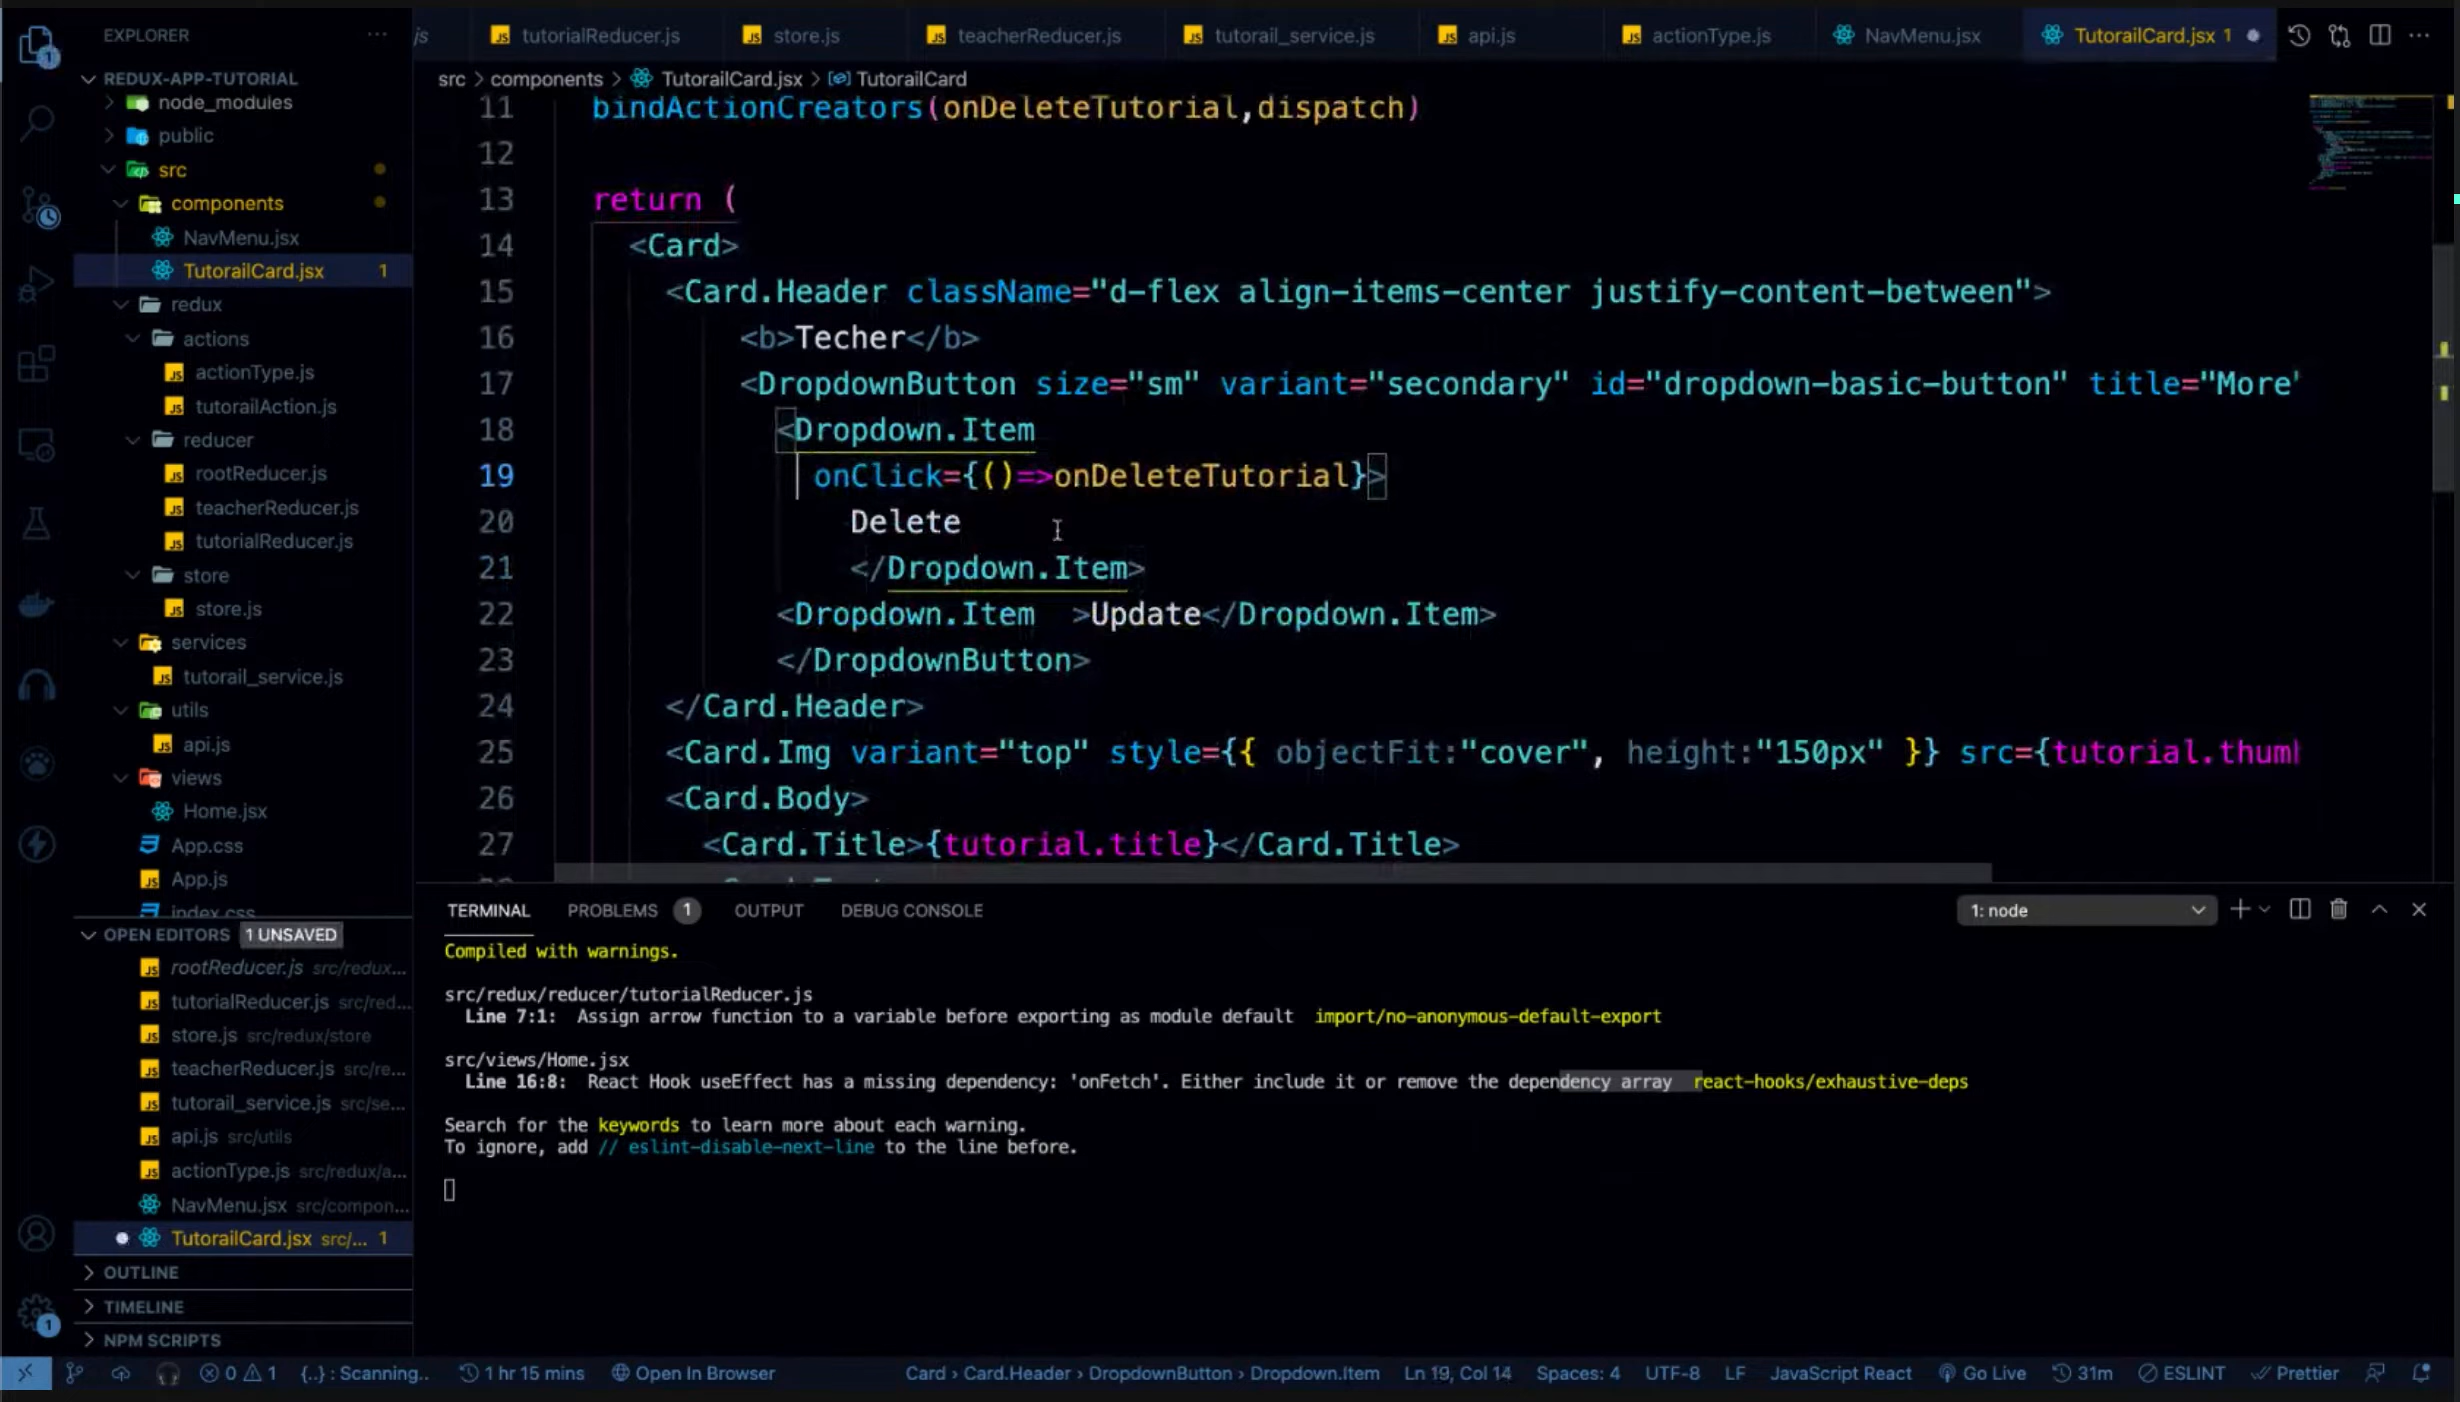 EXPLORER
REDUX-APP-TUTORIAL
node_modules
public
src
components
NavMenu.jsx
TutorailCard.jsx 1
redux
actions
actionType.js
tutorailAction.js
reducer
rootReducer.js
teacherReducer.js
tutorialReducer.js
store
store.js
services
tutorail_service.js
utils
api.js
views
Home.jsx
App.css
App.js
index.css
OPEN EDITORS 1 UNSAVED
rootReducer.js src/redux...
tutorialReducer.js src/red...
store.js src/redux/store
teacherReducer.js src/re...
tutorail_service.js src/se...
api.js src/utils
actionType.js src/redux/a...
NavMenu.jsx src/compon...
TutorailCard.jsx src/... 1
OUTLINE
TIMELINE
NPM SCRIPTS
js tutorialReducer.js store.js teacherReducer.js tutorail_service.js api.js actionType.js NavMenu.jsx TutorailCard.jsx 1
src > components > TutorailCard.jsx > TutorailCard
11 bindActionCreators(onDeleteTutorial,dispatch)
12
13 return (
14 <Card>
15 <Card.Header className="d-flex align-items-center justify-content-between">
16 <b>Techer</b>
17 <DropdownButton size="sm" variant="secondary" id="dropdown-basic-button" title="More"
18 <Dropdown.Item
19 onClick={()=>onDeleteTutorial}>
20 Delete
21 </Dropdown.Item>
22 <Dropdown.Item >Update</Dropdown.Item>
23 </DropdownButton>
24 </Card.Header>
25 <Card.Img variant="top" style={{ objectFit:"cover", height:"150px" }} src={tutorial.thum
26 <Card.Body>
27 <Card.Title>{tutorial.title}</Card.Title>
TERMINAL PROBLEMS 1 OUTPUT DEBUG CONSOLE 1: node
Compiled with warnings.
src/redux/reducer/tutorialReducer.js
Line 7:1: Assign arrow function to a variable before exporting as module default import/no-anonymous-default-export
src/views/Home.jsx
Line 16:8: React Hook useEffect has a missing dependency: 'onFetch'. Either include it or remove the dependency array react-hooks/exhaustive-deps
Search for the keywords to learn more about each warning.
To ignore, add // eslint-disable-next-line to the line before.
0 1 {..} : Scanning.. 1 hr 15 mins Open In Browser Card › Card.Header › DropdownButton › Dropdown.Item Ln 19, Col 14 Spaces: 4 UTF-8 LF JavaScript React Go Live 31m ESLINT Prettier